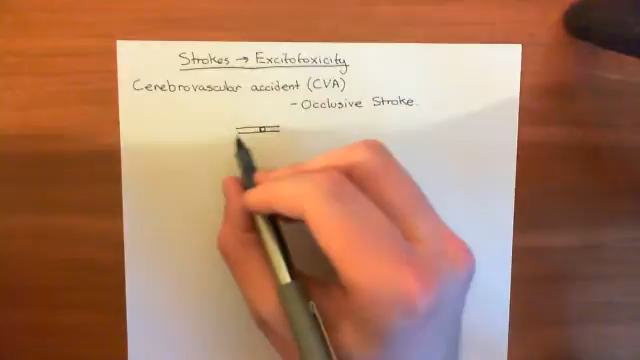 Strokes → Excitotoxicity
Cerebrovascular accident (CVA)
- Occlusive Stroke.